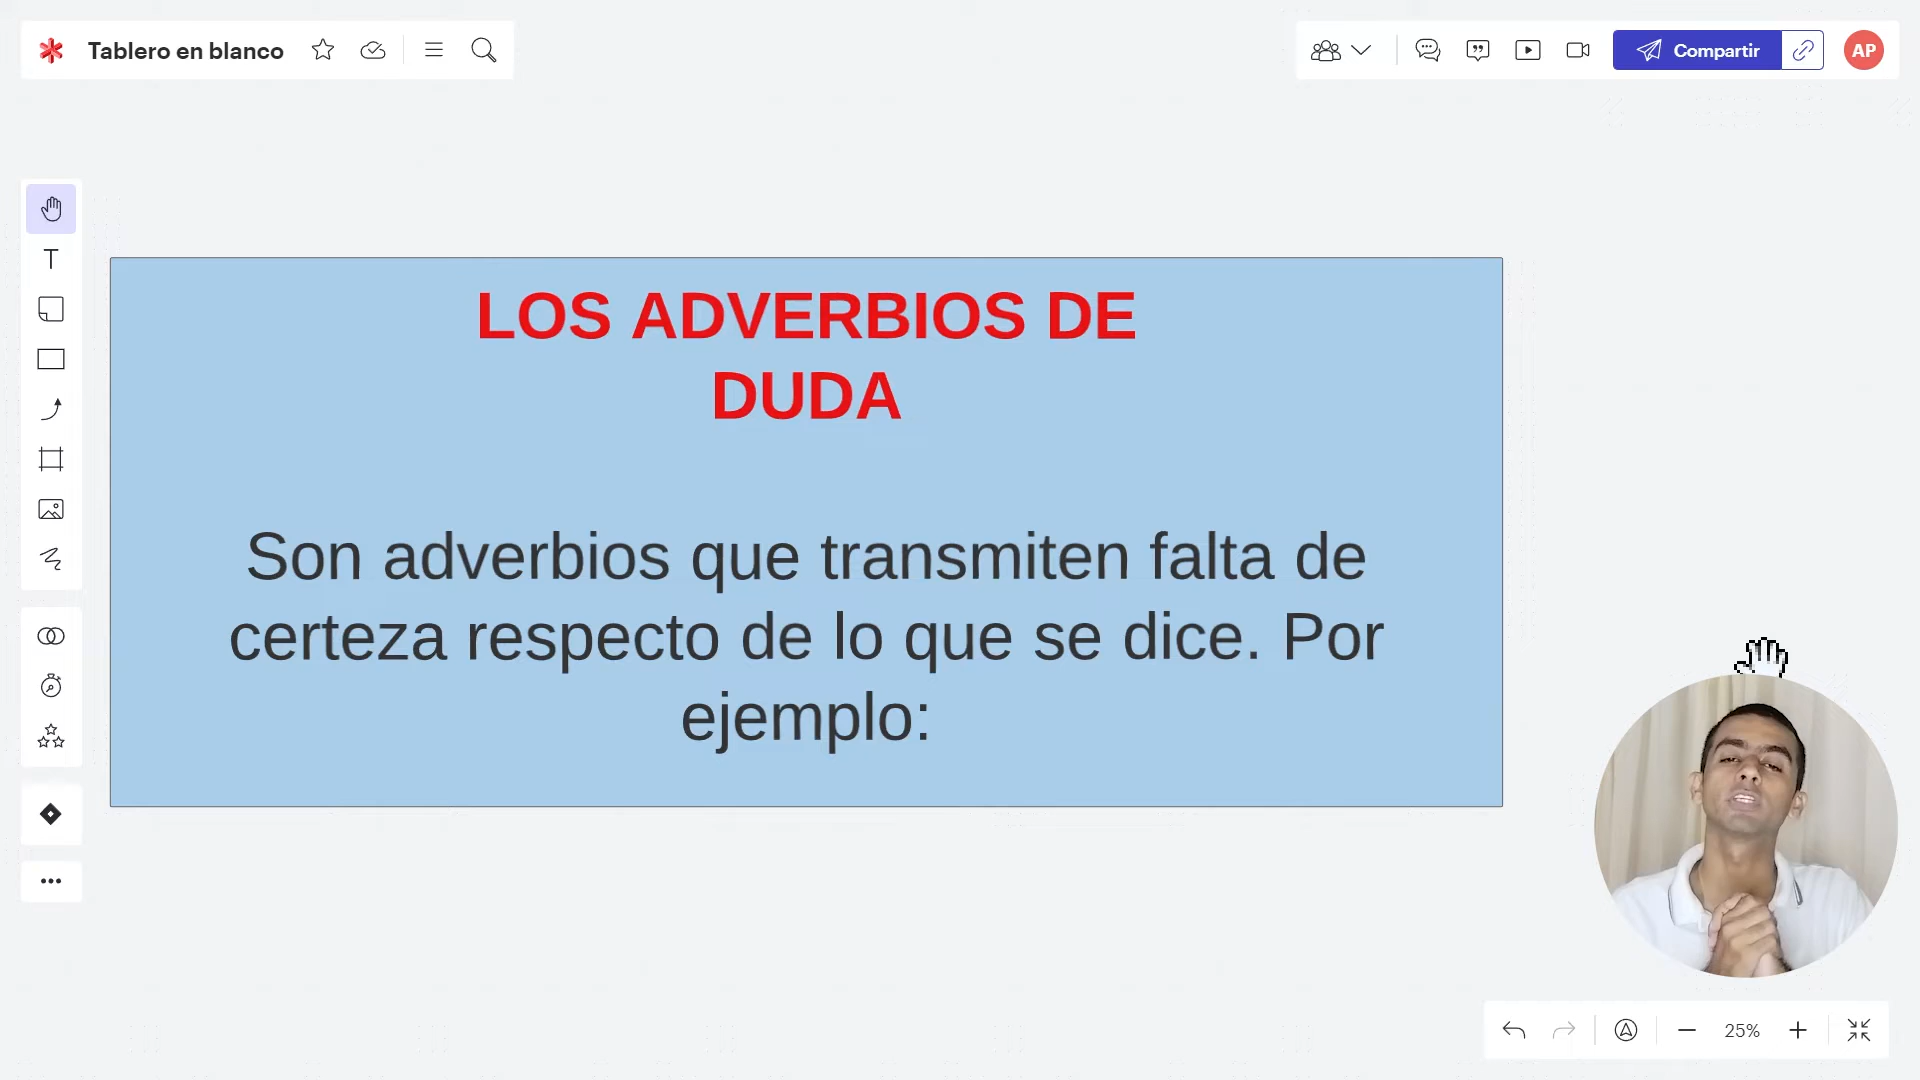 Tablero en blanco
Compartir
AP
T
LOS ADVERBIOS DE
DUDA
Son adverbios que transmiten falta de
certeza respecto de lo que se dice. Por
ejemplo:
25%